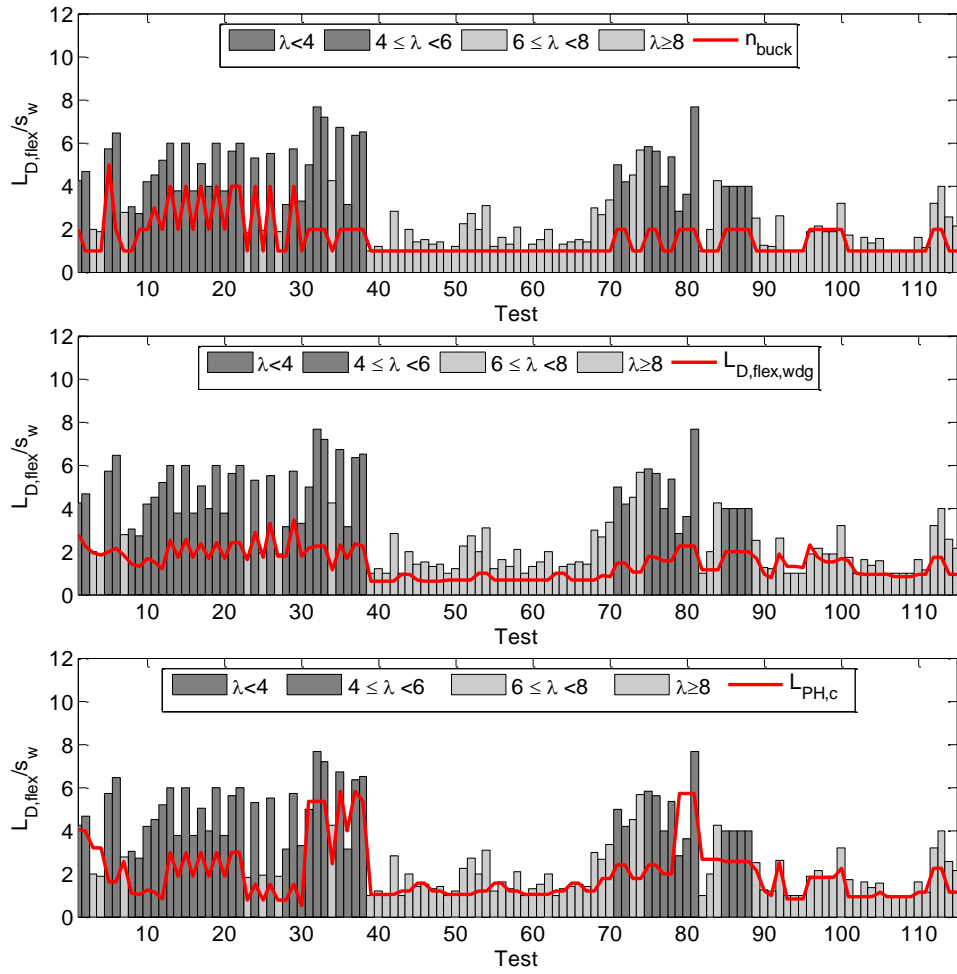 12
10
8
6
4
2
0
L_D,flex/s_w
λ<4 4 ≤ λ <6 6 ≤ λ <8 λ≥8 n_buck
10 20 30 40 50 60 70 80 90 100 110
Test
12
10
8
6
4
2
0
L_D,flex/s_w
λ<4 4 ≤ λ <6 6 ≤ λ <8 λ≥8 L_D,flex,wdg
10 20 30 40 50 60 70 80 90 100 110
Test
12
10
8
6
4
2
0
L_D,flex/s_w
λ<4 4 ≤ λ <6 6 ≤ λ <8 λ≥8 L_PH,c
10 20 30 40 50 60 70 80 90 100 110
Test